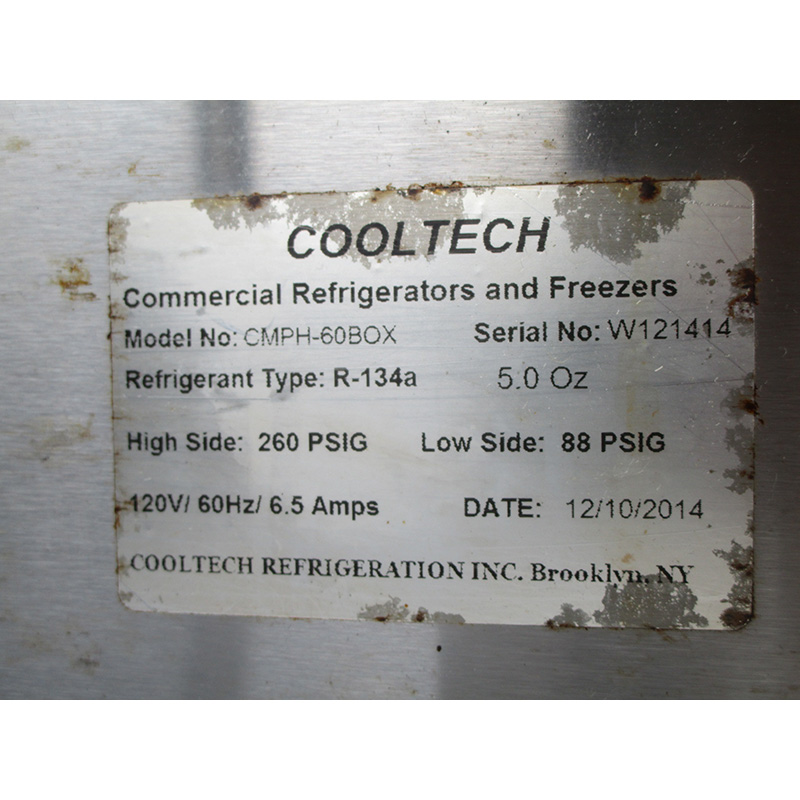 COOLTECH
Commercial Refrigerators and Freezers
Model No: CMPH-60BOX Serial No: W121414
Refrigerant Type: R-134a 5.0 Oz
High Side: 260 PSIG Low Side: 88 PSIG
120V/ 60Hz/ 6.5 Amps DATE: 12/10/2014
COOLTECH REFRIGERATION INC. Brooklyn, NY